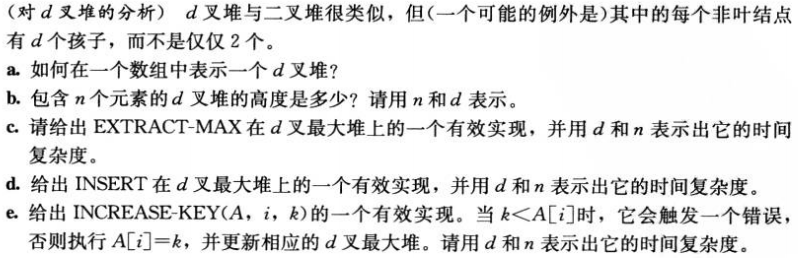 (对 d 叉堆的分析) d 叉堆与二叉堆很类似，但(一个可能的例外是)其中的每个非叶结点
有 d 个孩子，而不是仅仅 2 个。
a. 如何在一个数组中表示一个 d 叉堆?
b. 包含 n 个元素的 d 叉堆的高度是多少? 请用 n 和 d 表示。
c. 请给出 EXTRACT-MAX 在 d 叉最大堆上的一个有效实现，并用 d 和 n 表示出它的时间
复杂度。
d. 给出 INSERT 在 d 叉最大堆上的一个有效实现，并用 d 和 n 表示出它的时间复杂度。
e. 给出 INCREASE-KEY(A，i，k)的一个有效实现。当 k<A[i]时，它会触发一个错误，
否则执行 A[i]=k，并更新相应的 d 叉最大堆。请用 d 和 n 表示出它的时间复杂度。